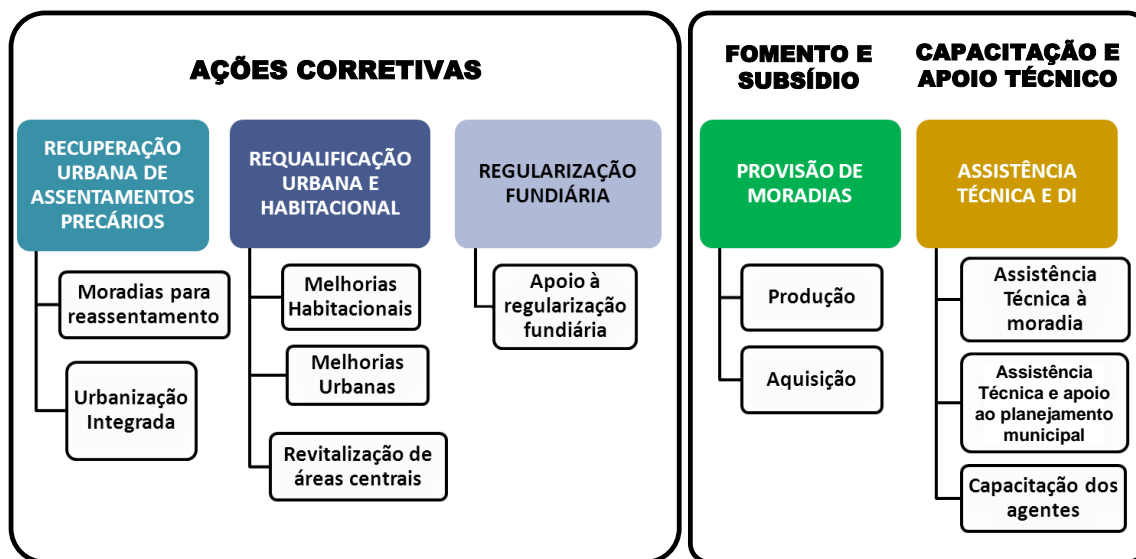 AÇÕES CORRETIVAS
RECUPERAÇÃO
URBANA DE
ASSENTAMENTOS
PRECÁRIOS
Moradias para
reassentamento
Urbanização
Integrada
REQUALIFICAÇÃO
URBANA E
HABITACIONAL
Melhorias
Habitacionais
Melhorias
Urbanas
Revitalização de
áreas centrais
REGULARIZAÇÃO
FUNDIÁRIA
Apoio à
regularização
fundiária
FOMENTO E
SUBSÍDIO
PROVISÃO DE
MORADIAS
Produção
Aquisição
CAPACITAÇÃO E
APOIO TÉCNICO
ASSISTÊNCIA
TÉCNICA E DI
Assistência
Técnica à
moradia
Assistência
Técnica e apoio
ao planejamento
municipal
Capacitação dos
agentes